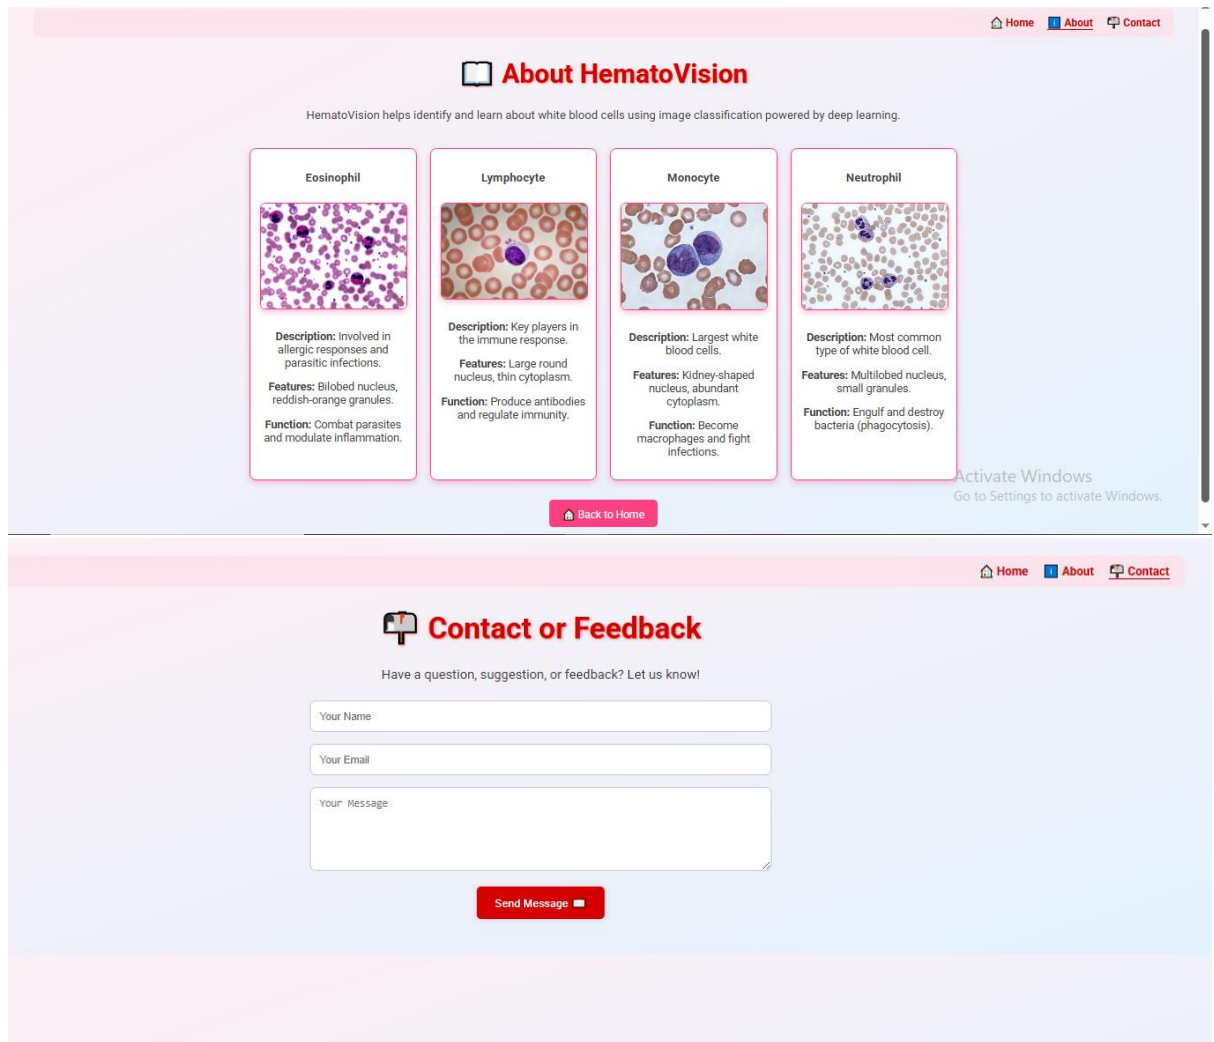 Home About Contact
About HematoVision
HematoVision helps identify and learn about white blood cells using image classification powered by deep learning.
Eosinophil
Description: Involved in
allergic responses and
parasitic infections.
Features: Bilobed nucleus,
reddish-orange granules.
Function: Combat parasites
and modulate inflammation.
Lymphocyte
Description: Key players in
the immune response.
Features: Large round
nucleus, thin cytoplasm.
Function: Produce antibodies
and regulate immunity.
Monocyte
Description: Largest white
blood cells.
Features: Kidney-shaped
nucleus, abundant
cytoplasm.
Function: Become
macrophages and fight
infections.
Neutrophil
Description: Most common
type of white blood cell.
Features: Multilobed nucleus,
small granules.
Function: Engulf and destroy
bacteria (phagocytosis).
Activate Windows
Go to Settings to activate Windows.
Back to Home
Home About Contact
Contact or Feedback
Have a question, suggestion, or feedback? Let us know!
Your Name
Your Email
Your Message
Send Message